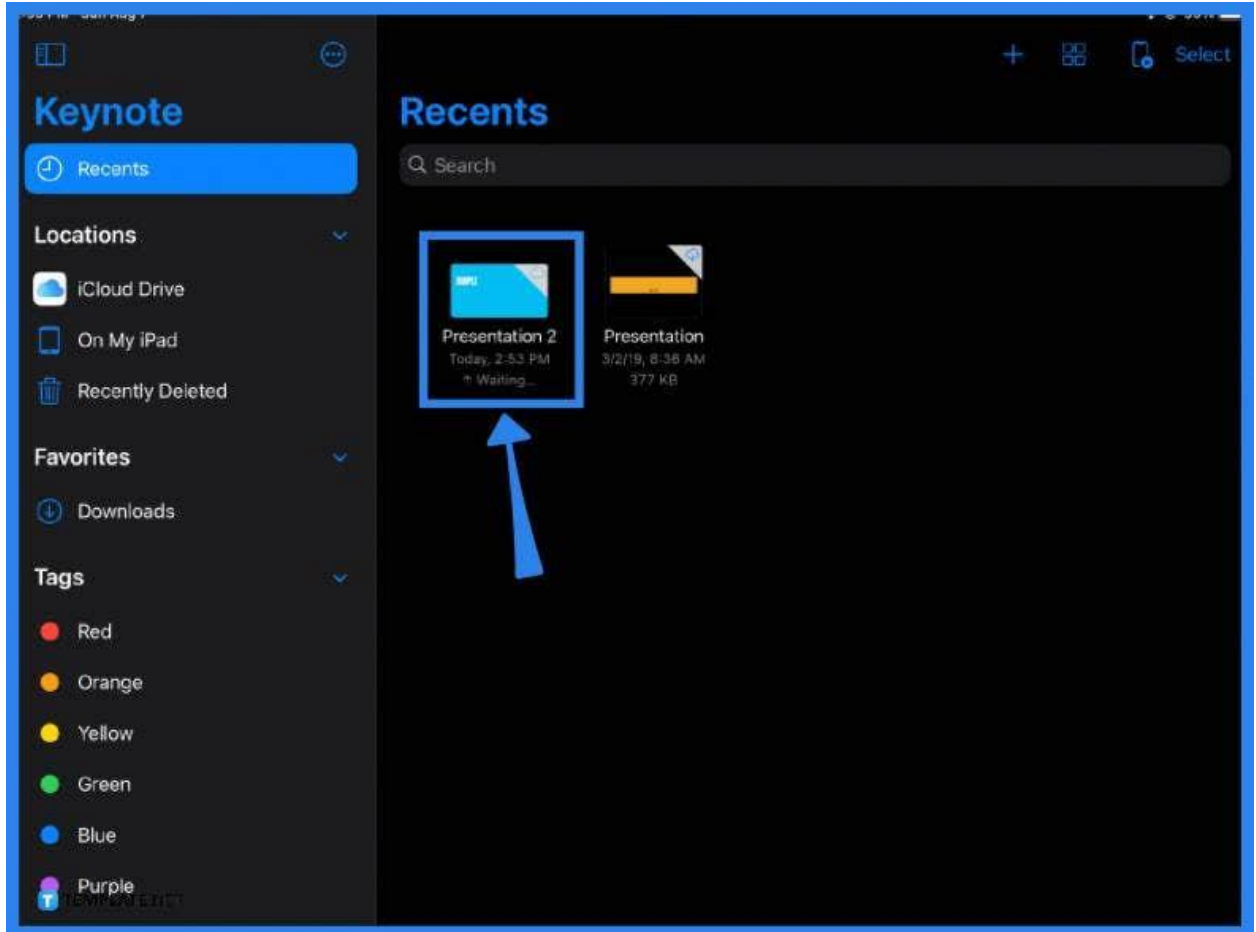 Keynote
Recents
Locations
iCloud Drive
On My iPad
Recently Deleted
Favorites
Downloads
Tags
Red
Orange
Yellow
Green
Blue
Purple
TEMPLATE.NET
Select
Recents
Search
Presentation 2
Today, 2:53 PM
↑ Waiting...
Presentation
3/2/19, 8:36 AM
377 KB